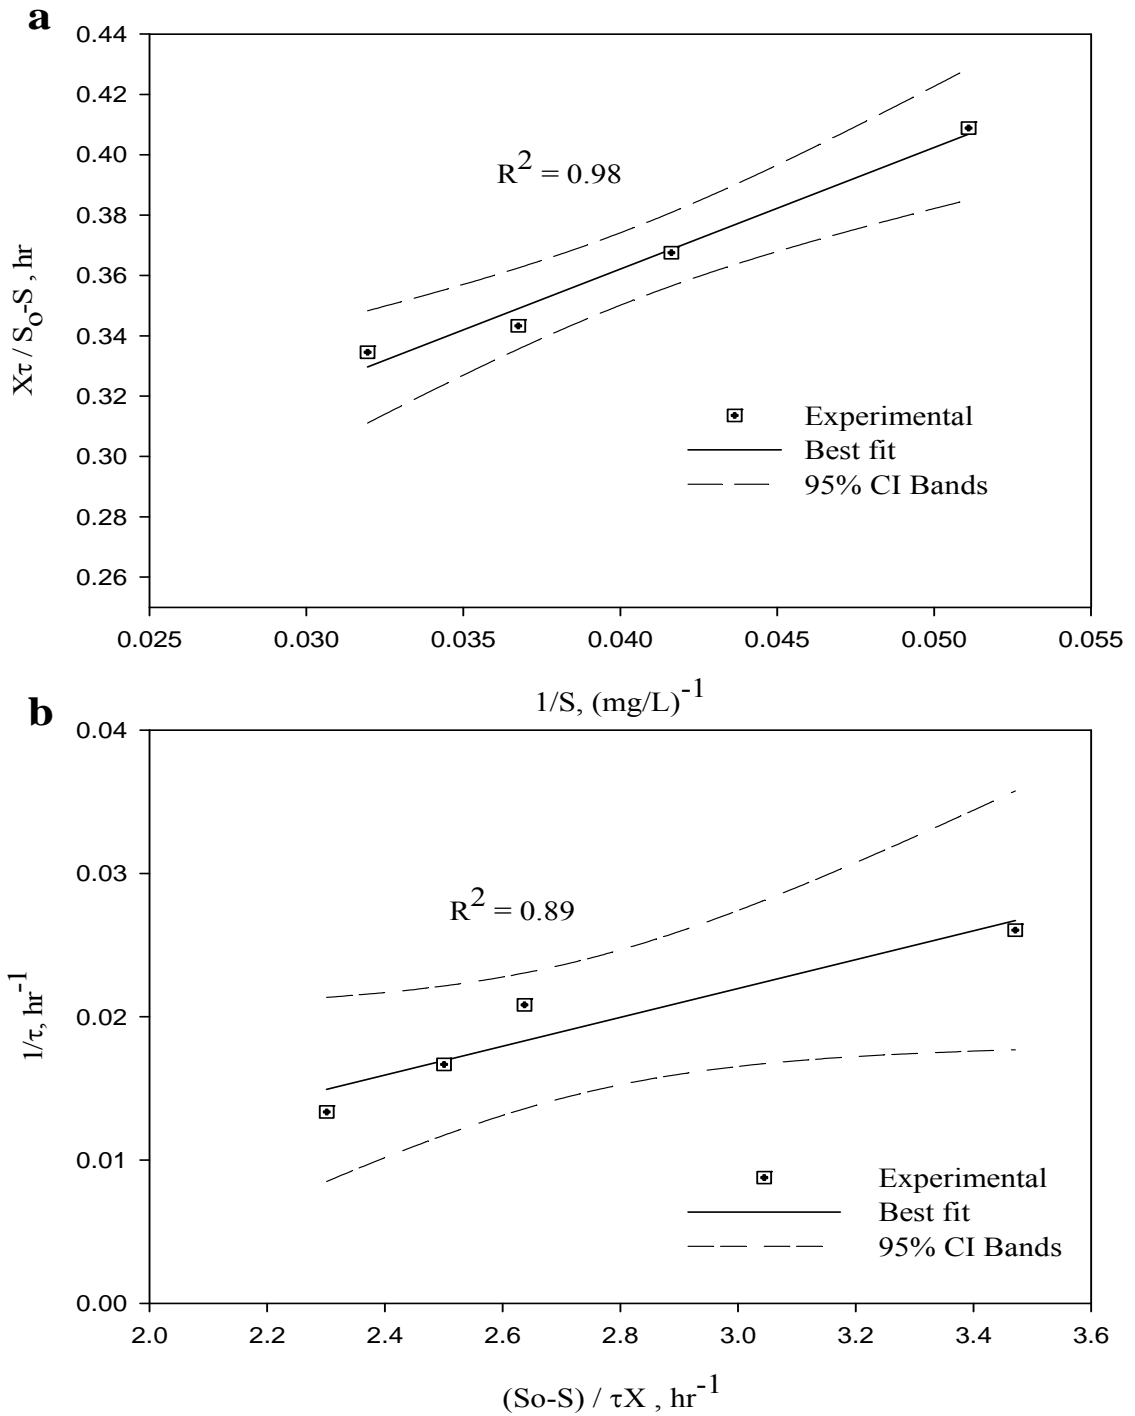 a
0.44
0.42
0.40
0.38
0.36
0.34
0.32
0.30
0.28
0.26
Xτ / So-S , hr
R2 = 0.98
Experimental
Best fit
95% CI Bands
0.025 0.030 0.035 0.040 0.045 0.050 0.055
1/S, (mg/L)-1
b
0.04
0.03
0.02
0.01
0.00
1/τ, hr-1
R2 = 0.89
Experimental
Best fit
95% CI Bands
2.0 2.2 2.4 2.6 2.8 3.0 3.2 3.4 3.6
(So-S) / τX , hr-1